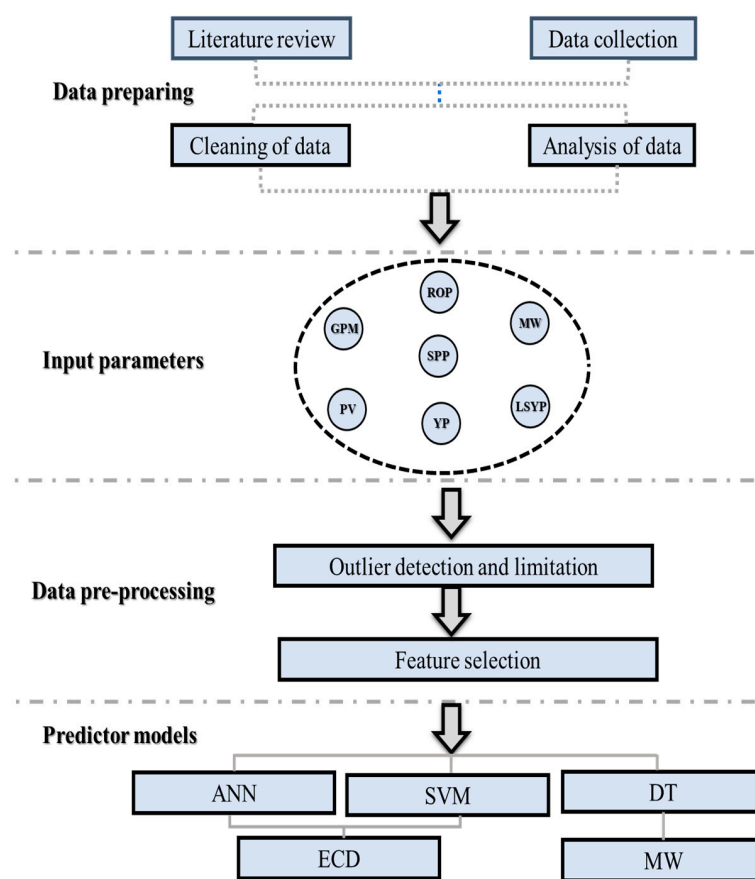 Literature review
Data collection
Data preparing
Cleaning of data
Analysis of data
ROP
GPM
MW
SPP
Input parameters
PV
YP
LSYP
Outlier detection and limitation
Data pre-processing
Feature selection
Predictor models
ANN
SVM
DT
ECD
MW